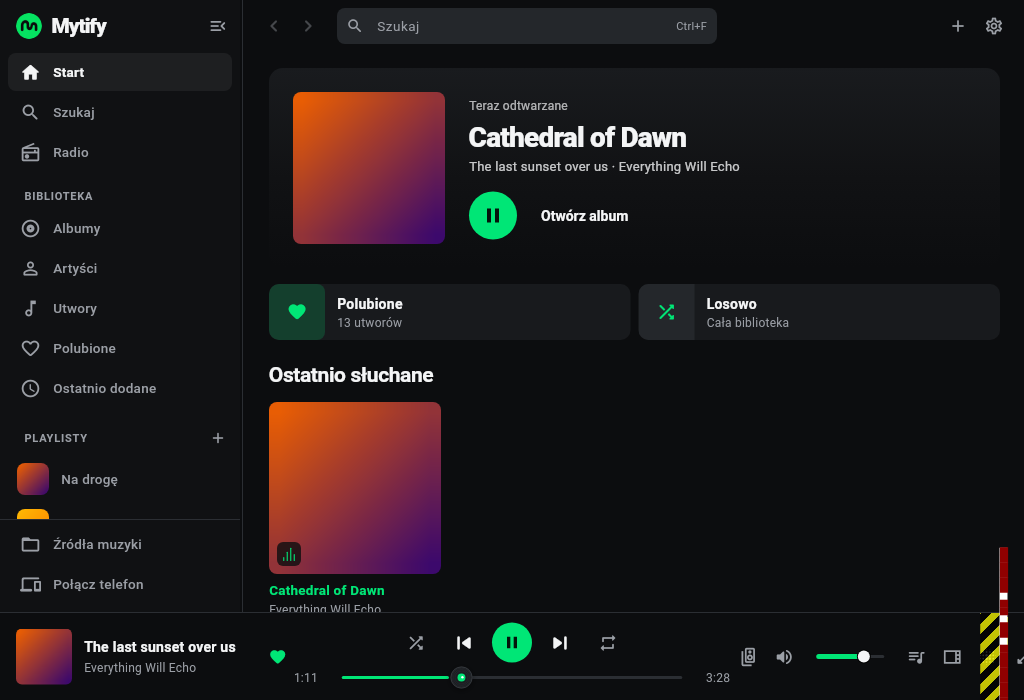 Mytify
Szukaj
Ctrl+F
Start
Szukaj
Radio
BIBLIOTEKA
Albumy
Artyści
Utwory
Polubione
Ostatnio dodane
PLAYLISTY
Na drogę
Źródła muzyki
Połącz telefon
Teraz odtwarzane
Cathedral of Dawn
The last sunset over us · Everything Will Echo
Otwórz album
Polubione
13 utworów
Losowo
Cała biblioteka
Ostatnio słuchane
Cathedral of Dawn
Everything Will Echo
The last sunset over us
Everything Will Echo
1:11
3:28